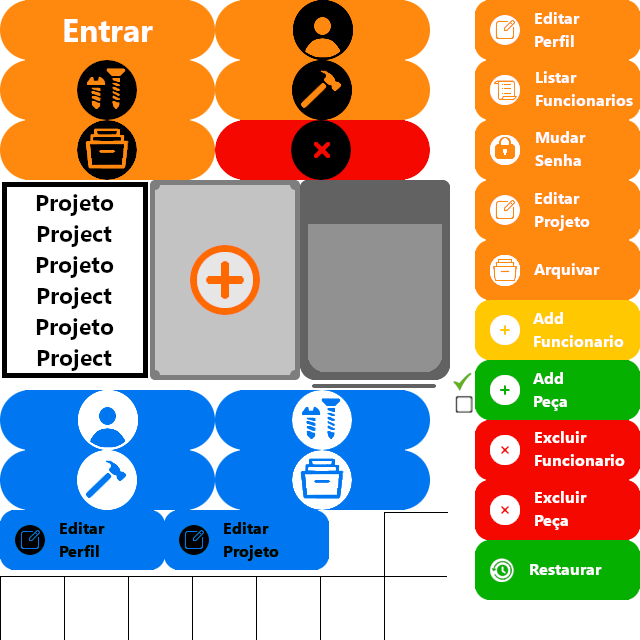 Entrar
Projeto
Project
Projeto
Project
Projeto
Project
Editar
Perfil
Editar
Projeto
Editar
Perfil
Listar
Funcionarios
Mudar
Senha
Editar
Projeto
Arquivar
Add
Funcionario
Add
Peça
Excluir
Funcionario
Excluir
Peça
Restaurar